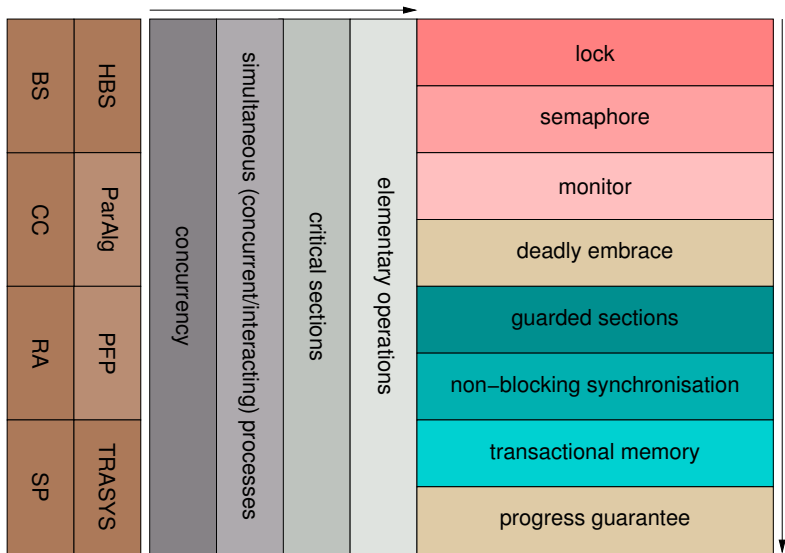 BS
HBS
CC
ParAlg
RA
PFP
SP
TRASYS
concurrency
simultaneous (concurrent/interacting) processes
critical sections
elementary operations
lock
semaphore
monitor
deadly embrace
guarded sections
non−blocking synchronisation
transactional memory
progress guarantee